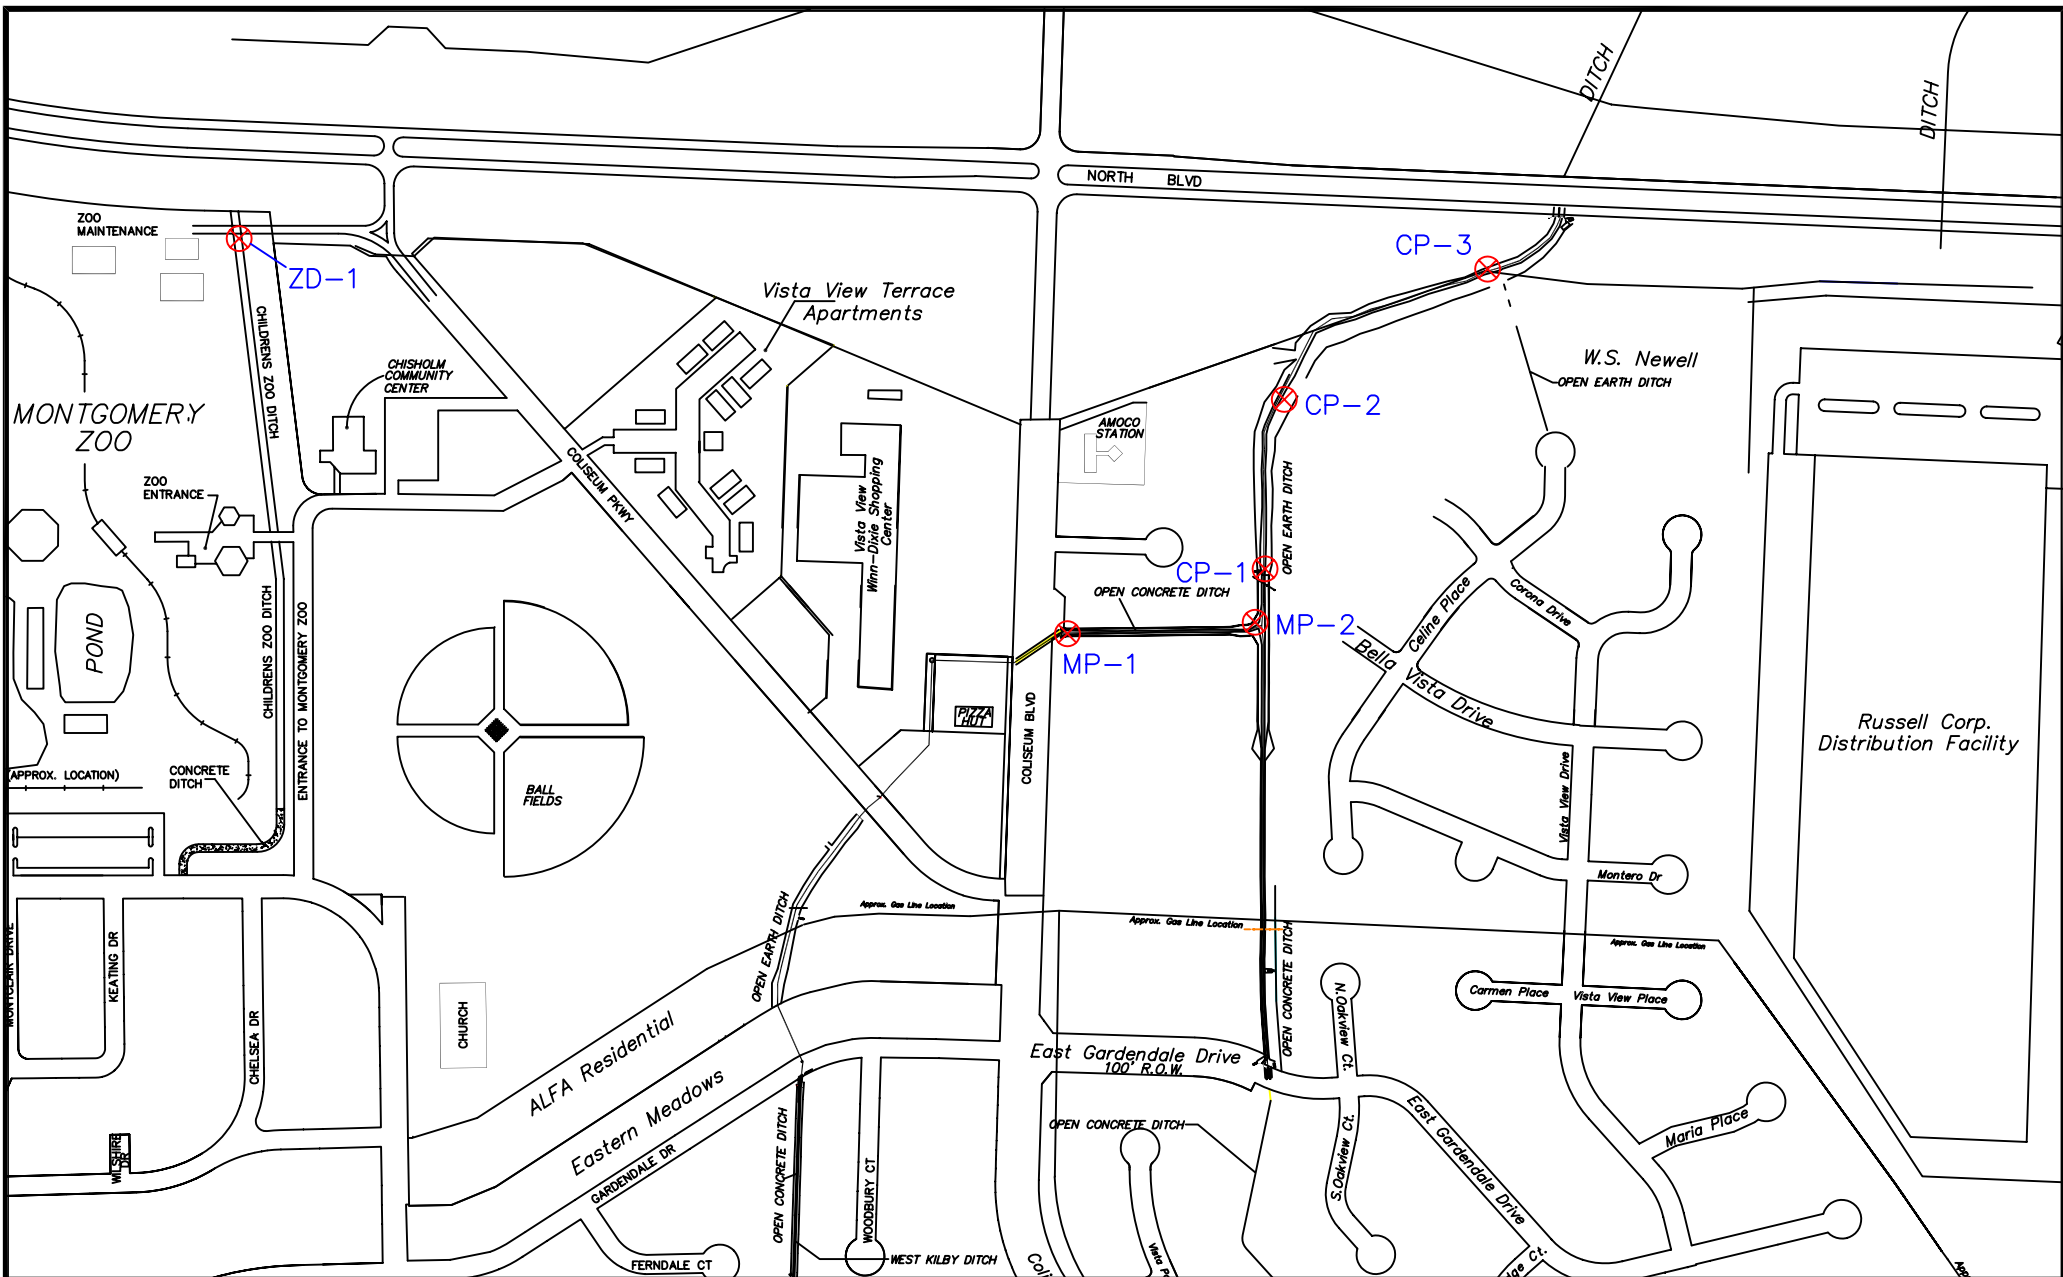 DITCH
DITCH
NORTH BLVD
ZOO
MAINTENANCE
ZD-1
CP-3
Vista View Terrace
Apartments
CHILDRENS ZOO DITCH
CHISHOLM
COMMUNITY
CENTER
W.S. Newell
OPEN EARTH DITCH
CP-2
MONTGOMERY
ZOO
AMOCO
STATION
COLISEUM PKWY
Vista View
Winn-Dixie Shopping
Center
OPEN EARTH DITCH
ZOO
ENTRANCE
CP-1
OPEN CONCRETE DITCH
Celine Place
Corona Drive
MP-2
MP-1
Bella Vista Drive
POND
CHILDRENS ZOO DITCH
ENTRANCE TO MONTGOMERY ZOO
PIZZA
HUT
COLISEUM BLVD
Russell Corp.
Distribution Facility
(APPROX. LOCATION)
CONCRETE
DITCH
BALL
FIELDS
Vista View Drive
Montero Dr
Approx. Gas Line Location
Approx. Gas Line Location
Approx. Gas Line Location
OPEN EARTH DITCH
OPEN CONCRETE DITCH
MONTCLAIR DRIVE
KEATING DR
CHELSEA DR
CHURCH
Carmen Place
Vista View Place
N.Oakview Ct.
ALFA Residential
East Gardendale Drive
100' R.O.W.
Eastern Meadows
GARDENDALE DR
OPEN CONCRETE DITCH
OPEN CONCRETE DITCH
S.Oakview Ct.
East Gardendale Drive
Maria Place
WILSHIRE
DR
WOODBURY CT
WEST KILBY DITCH
FERNDALE CT